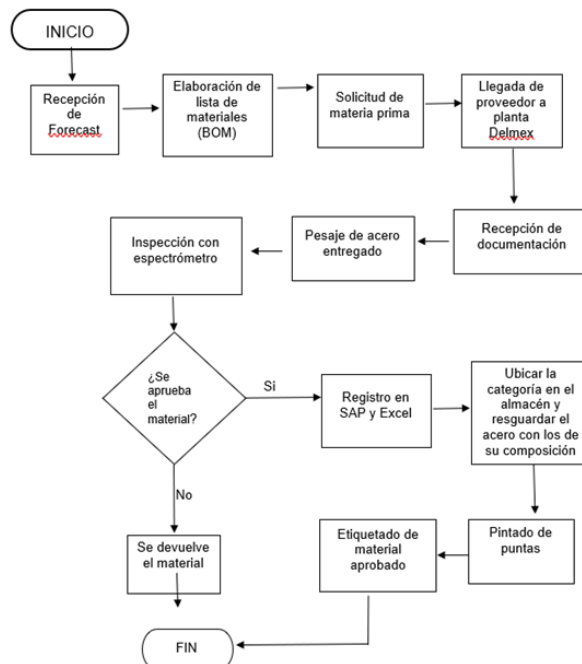 INICIO
Recepción
de
Forecast
Elaboración de
lista de
materiales
(BOM)
Solicitud de
materia prima
Llegada de
proveedor a
planta
Delmex
Recepción de
documentación
Pesaje de acero
entregado
Inspección con
espectrómetro
¿Se
aprueba
el
material?
Si
Registro en
SAP y Excel
Ubicar la
categoría en el
almacén y
resguardar el
acero con los de
su composición
Pintado de
puntas
Etiquetado de
material
aprobado
No
Se devuelve
el material
FIN